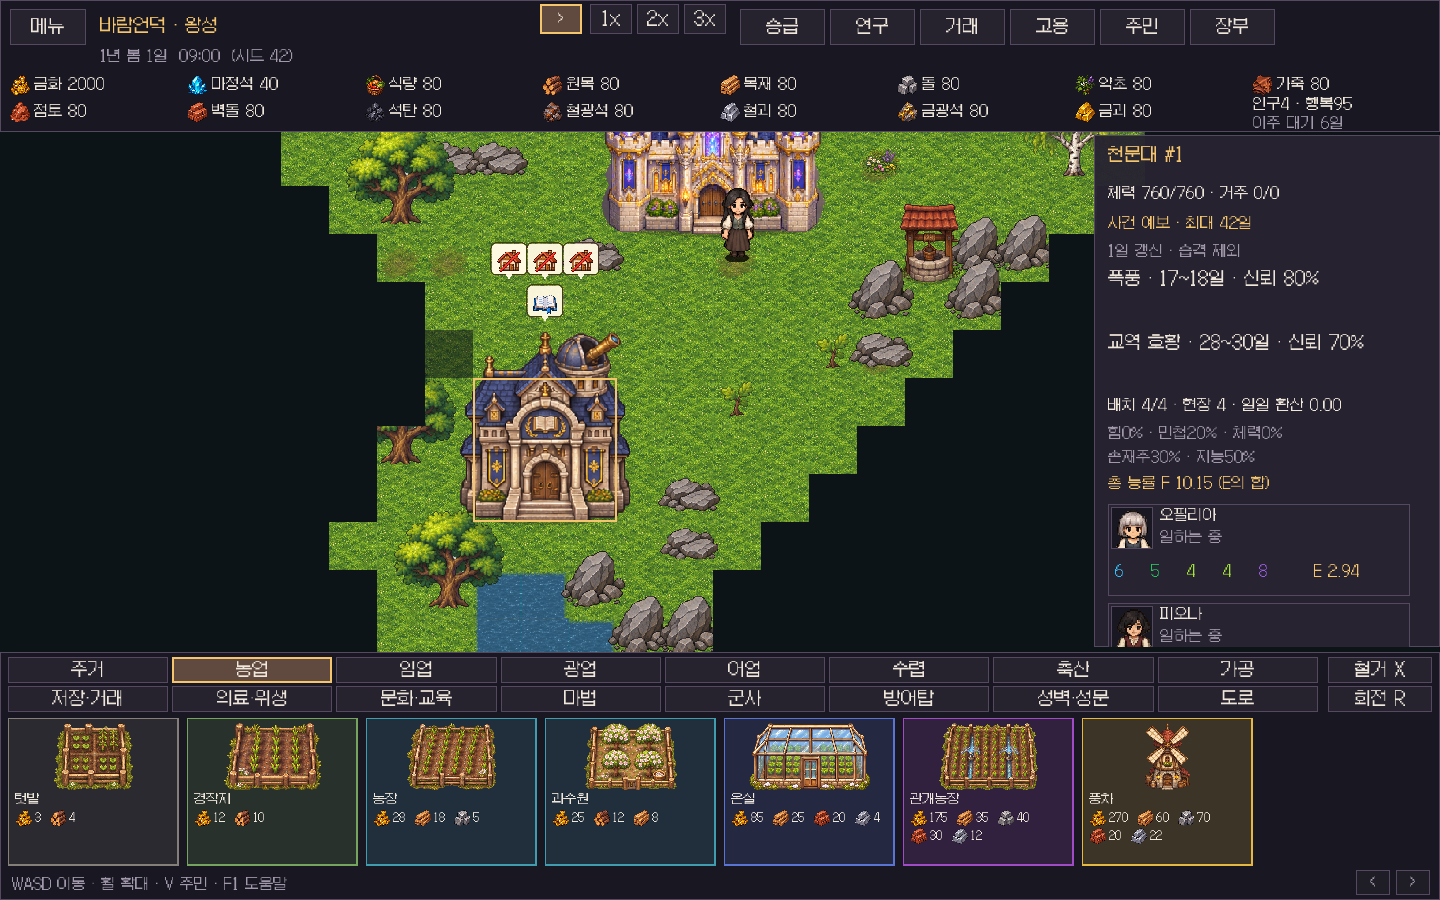 메뉴
바람언덕 · 왕성
1년 봄 1일 09:00 (시드 42)
> 1x 2x 3x
승급 연구 거래 고용 주민 장부
금화 2000 마정석 40 식량 80 원목 80 목재 80 돌 80 약초 80 가죽 80
점토 80 벽돌 80 석탄 80 철광석 80 철괴 80 금광석 80 금괴 80
인구4 · 행복95
이주 대기 6일
천문대 #1
체력 760/760 · 거주 0/0
사건 예보 · 최대 42일
1일 갱신 · 습격 제외
폭풍 · 17~18일 · 신뢰 80%
교역 호황 · 28~30일 · 신뢰 70%
배치 4/4 · 현장 4 · 일일 환산 0.00
힘0% · 민첩20% · 체력0%
손재주30% · 지능50%
총 능률 F 10.15 (E의 합)
오필리아
일하는 중
6 5 4 4 8 E 2.94
피오나
일하는 중
주거 농업 임업 광업 어업 수렵 축산 가공 철거 X
저장·거래 의료·위생 문화·교육 마법 군사 방어탑 성벽·성문 도로 회전 R
텃밭 경작지 농장 과수원 온실 관개농장 풍차
3 4 12 10 28 18 5 25 12 8 85 25 20 4 175 35 40 270 60 70
30 12 20 22
WASD 이동 · 휠 확대 · V 주민 · F1 도움말
< >